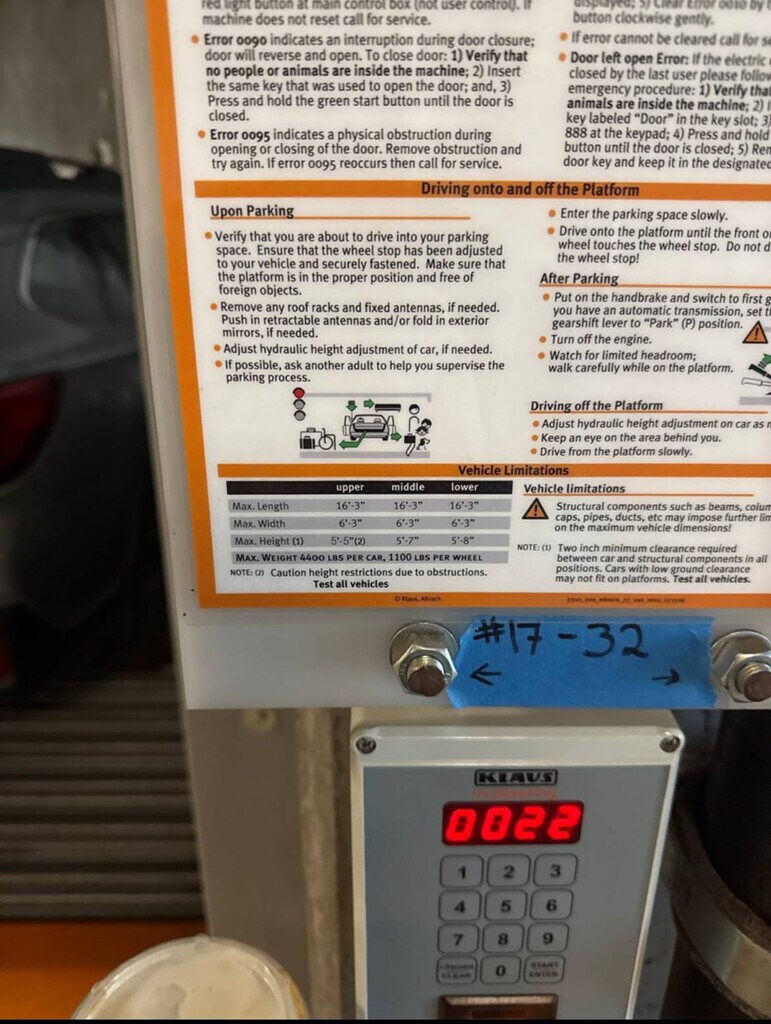 red light button at main control box (not user control). If
machine does not reset call for service.
• Error 0090 indicates an interruption during door closure;
door will reverse and open. To close door: 1) Verify that
no people or animals are inside the machine; 2) Insert
the same key that was used to open the door; and, 3)
Press and hold the green start button until the door is
closed.
• Error 0095 indicates a physical obstruction during
opening or closing of the door. Remove obstruction and
try again. If error 0095 reoccurs then call for service.
displayed; 5) Clear Error 0010 by
button clockwise gently.
• If error cannot be cleared call for
• Door left open Error: If the electric
closed by the last user please follow
emergency procedure: 1) Verify that
animals are inside the machine; 2)
key labeled "Door" in the key slot; 3)
888 at the keypad; 4) Press and hold
button until the door is closed; 5)
door key and keep it in the designated
Driving onto and off the Platform
Upon Parking
• Verify that you are about to drive into your parking
space. Ensure that the wheel stop has been adjusted
to your vehicle and securely fastened. Make sure that
the platform is in the proper position and free of
foreign objects.
• Remove any roof racks and fixed antennas, if needed.
Push in retractable antennas and/or fold in exterior
mirrors, if needed.
• Adjust hydraulic height adjustment of car, if needed.
• If possible, ask another adult to help you supervise the
parking process.
• Enter the parking space slowly.
• Drive onto the platform until the front
wheel touches the wheel stop. Do not
the wheel stop!
After Parking
• Put on the handbrake and switch to first
you have an automatic transmission, set
gearshift lever to "Park" (P) position.
• Turn off the engine.
• Watch for limited headroom;
walk carefully while on the platform.
Driving off the Platform
• Adjust hydraulic height adjustment on car as
• Keep an eye on the area behind you.
• Drive from the platform slowly.
Vehicle Limitations
upper middle lower
Max. Length 16'-3" 16'-3" 16'-3"
Max. Width 6'-3" 6'-3" 6'-3"
Max. Height (1) 5'-5"(2) 5'-7" 5'-8"
MAX. WEIGHT 4400 LBS PER CAR, 1100 LBS PER WHEEL
NOTE: (2) Caution height restrictions due to obstructions.
Test all vehicles
Vehicle limitations
Structural components such as beams,
caps, pipes, ducts, etc may impose further
on the maximum vehicle dimensions!
NOTE: (1) Two inch minimum clearance required
between car and structural components in all
positions. Cars with low ground clearance
may not fit on platforms. Test all vehicles.
© Klaus, Allrach
#17-32
← →
KLAUS
0022
1 2 3
4 5 6
7 8 9
CLEAR 0 START ENTER